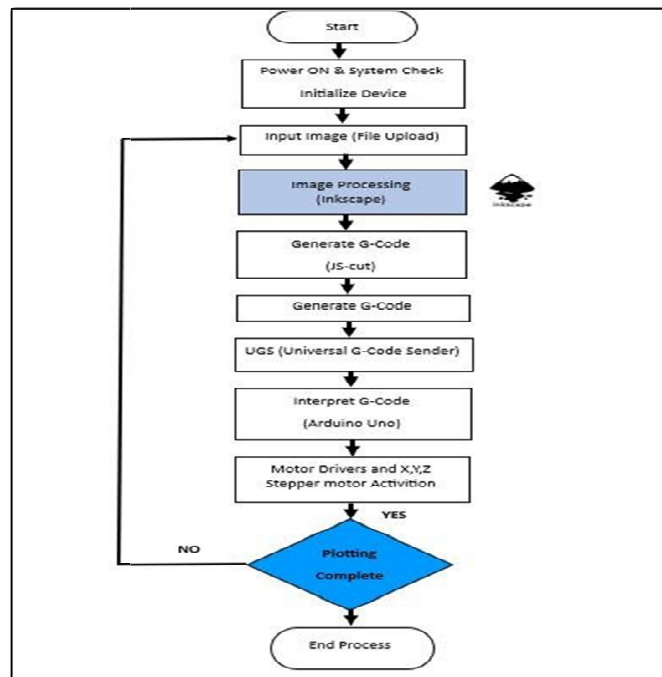 Start
Power ON & System Check
Initialize Device
Input Image (File Upload)
Image Processing
(Inkscape)
Inkscape
Generate G-Code
(JS-cut)
Generate G-Code
UGS (Universal G-Code Sender)
Interpret G-Code
(Arduino Uno)
Motor Drivers and X,Y,Z
Stepper motor Activition
YES
NO
Plotting
Complete
End Process